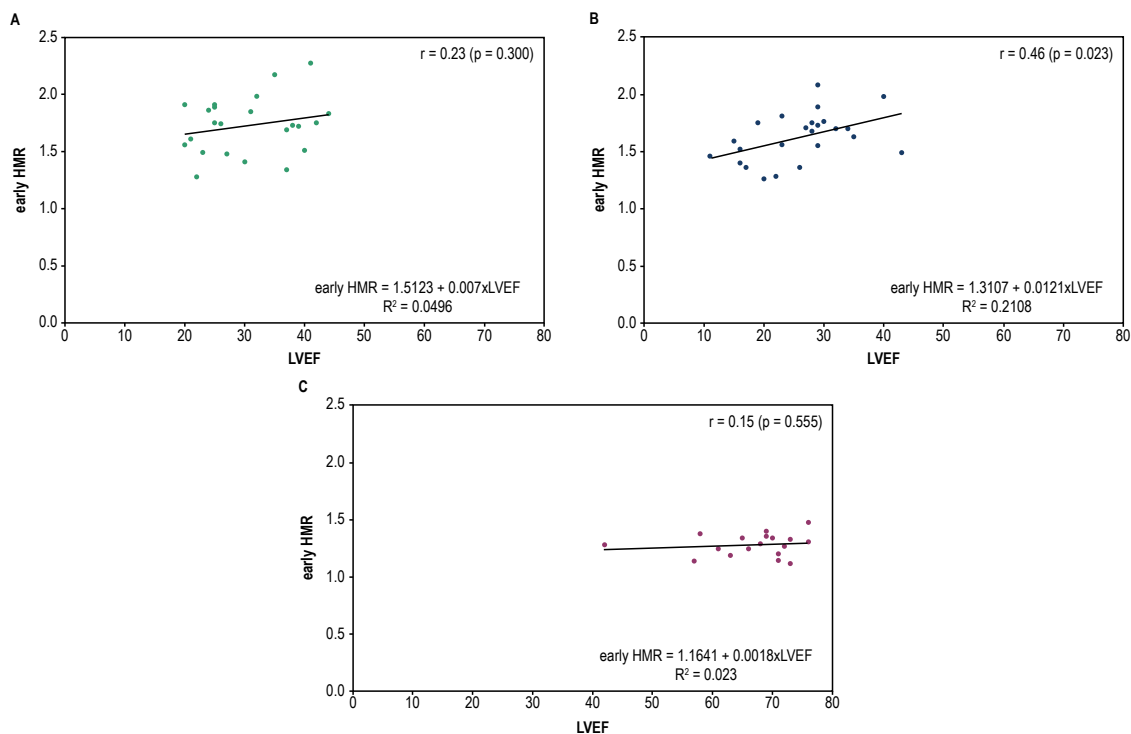 A
r = 0.23 (p = 0.300)
2.5
2.0
1.5
1.0
0.5
0.0
early HMR
early HMR = 1.5123 + 0.007xLVEF
R² = 0.0496
0 10 20 30 40 50 60 70 80
LVEF
B
r = 0.46 (p = 0.023)
2.5
2.0
1.5
1.0
0.5
0.0
early HMR
early HMR = 1.3107 + 0.0121xLVEF
R² = 0.2108
0 10 20 30 40 50 60 70 80
LVEF
C
r = 0.15 (p = 0.555)
2.5
2.0
1.5
1.0
0.5
0.0
early HMR
early HMR = 1.1641 + 0.0018xLVEF
R² = 0.023
0 10 20 30 40 50 60 70 80
LVEF